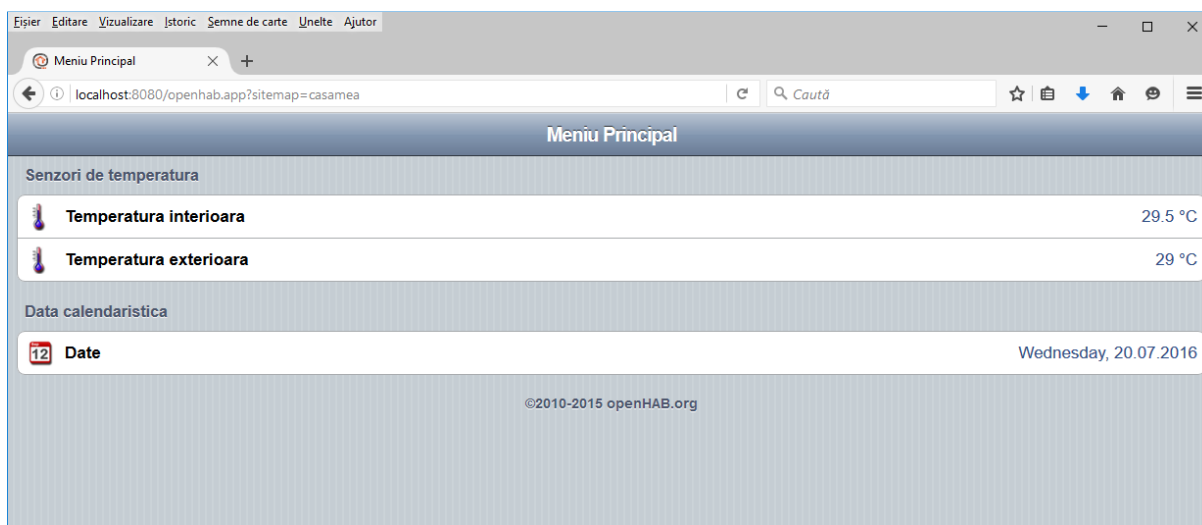 Fișier Editare Vizualizare Istoric Semne de carte Unelte Ajutor
Meniu Principal
localhost:8080/openhab.app?sitemap=casamea
Caută
Meniu Principal
Senzori de temperatura
Temperatura interioara 29.5 °C
Temperatura exterioara 29 °C
Data calendaristica
12 Date Wednesday, 20.07.2016
©2010-2015 openHAB.org